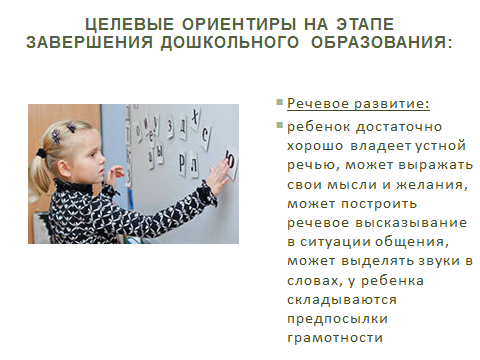 ЦЕЛЕВЫЕ ОРИЕНТИРЫ НА ЭТАПЕ
ЗАВЕРШЕНИЯ ДОШКОЛЬНОГО ОБРАЗОВАНИЯ:
Речевое развитие:
ребенок достаточно
хорошо владеет устной
речью, может выражать
свои мысли и желания,
может построить
речевое высказывание
в ситуации общения,
может выделять звуки в
словах, у ребенка
складываются
предпосылки
грамотности
з д х С
Р Л Ю